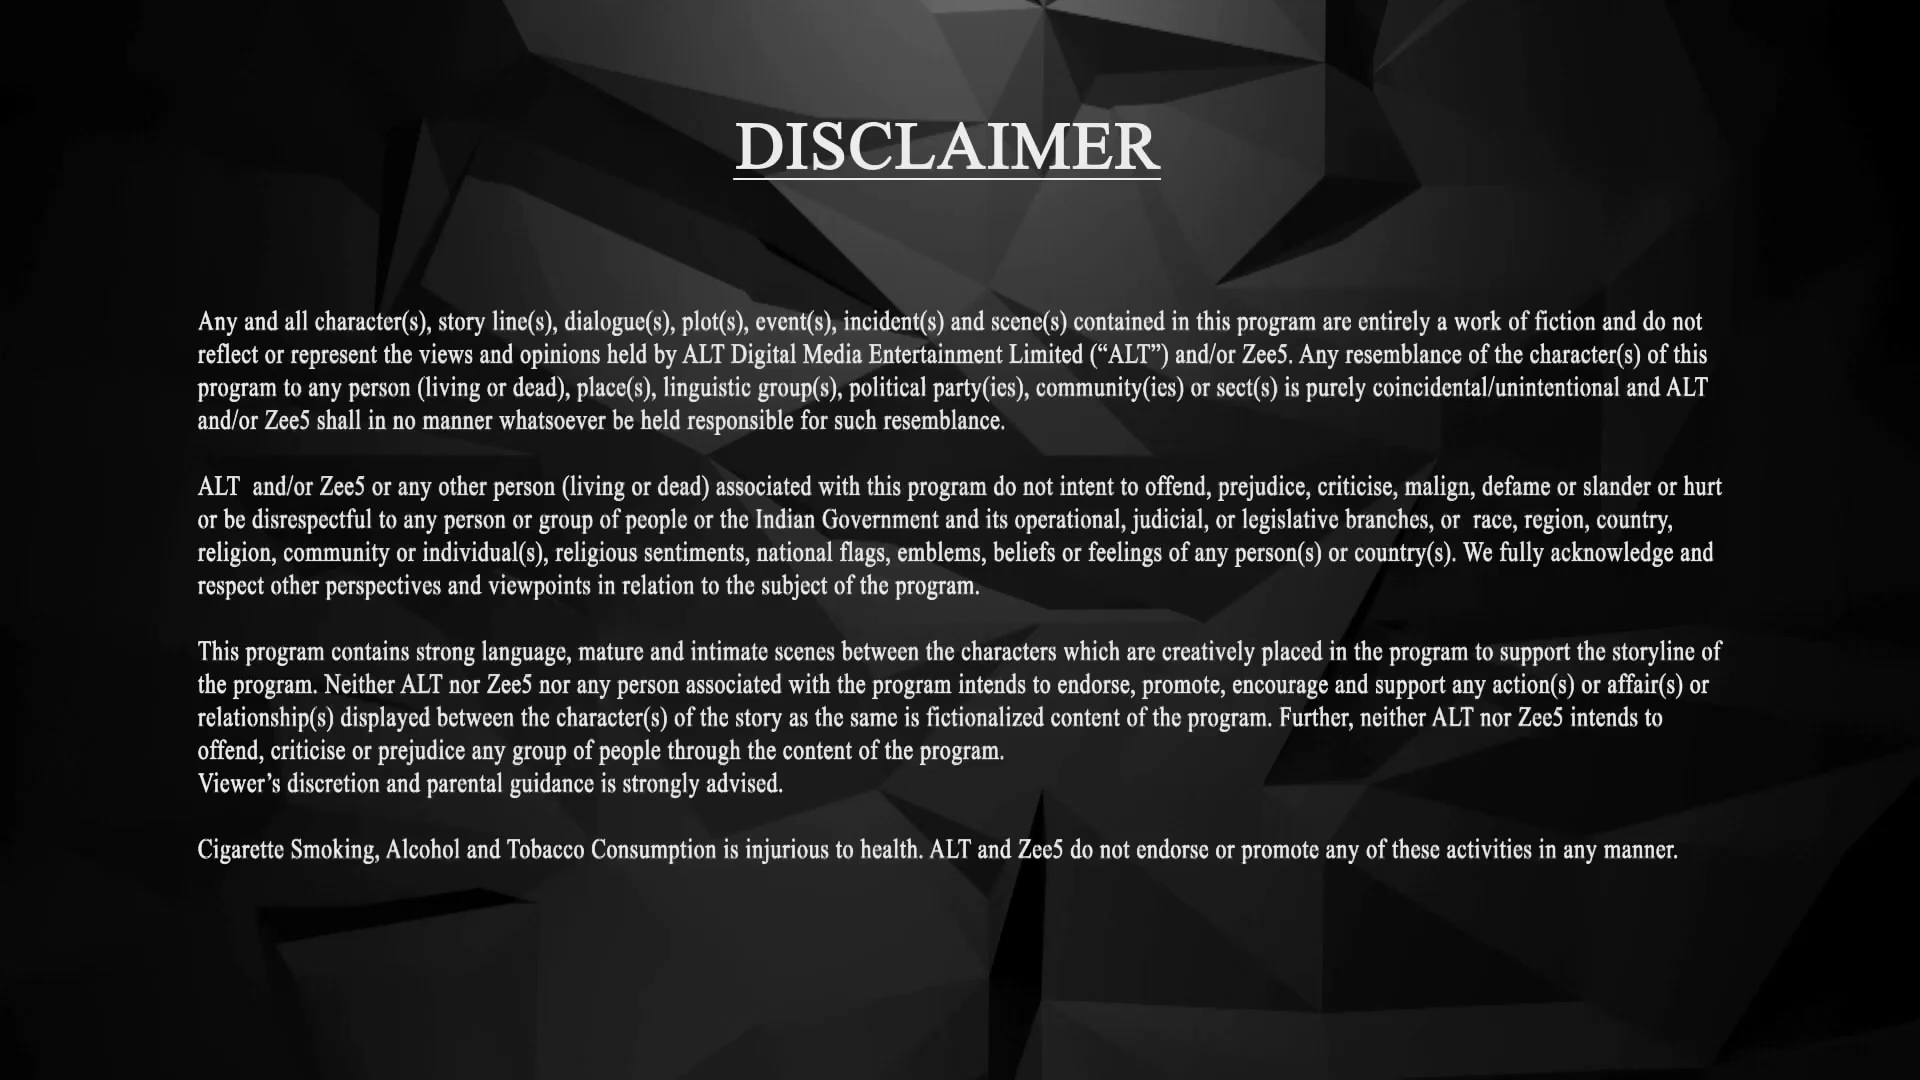 DISCLAIMER
Any and all character(s), story line(s), dialogue(s), plot(s), event(s), incident(s) and scene(s) contained in this program are entirely a work of fiction and do not
reflect or represent the views and opinions held by ALT Digital Media Entertainment Limited (“ALT”) and/or Zee5. Any resemblance of the character(s) of this
program to any person (living or dead), place(s), linguistic group(s), political party(ies), community(ies) or sect(s) is purely coincidental/unintentional and ALT
and/or Zee5 shall in no manner whatsoever be held responsible for such resemblance.
ALT  and/or Zee5 or any other person (living or dead) associated with this program do not intent to offend, prejudice, criticise, malign, defame or slander or hurt
or be disrespectful to any person or group of people or the Indian Government and its operational, judicial, or legislative branches, or  race, region, country,
religion, community or individual(s), religious sentiments, national flags, emblems, beliefs or feelings of any person(s) or country(s). We fully acknowledge and
respect other perspectives and viewpoints in relation to the subject of the program.
This program contains strong language, mature and intimate scenes between the characters which are creatively placed in the program to support the storyline of
the program. Neither ALT nor Zee5 nor any person associated with the program intends to endorse, promote, encourage and support any action(s) or affair(s) or
relationship(s) displayed between the character(s) of the story as the same is fictionalized content of the program. Further, neither ALT nor Zee5 intends to
offend, criticise or prejudice any group of people through the content of the program.
Viewer’s discretion and parental guidance is strongly advised.
Cigarette Smoking, Alcohol and Tobacco Consumption is injurious to health. ALT and Zee5 do not endorse or promote any of these activities in any manner.